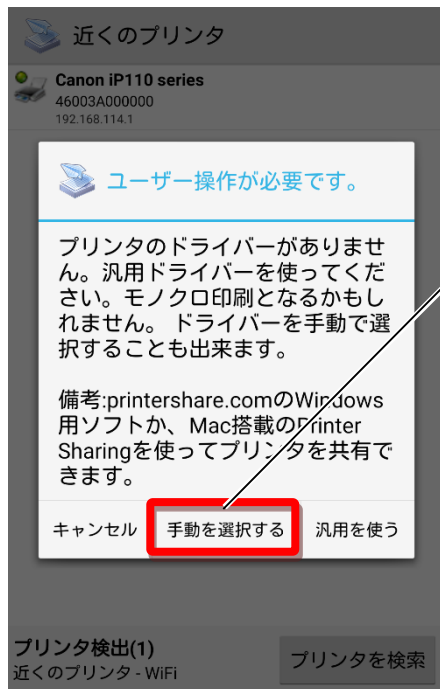 近くのプリンタ
Canon iP110 series
46003A000000
192.168.114.1
ユーザー操作が必要です。
プリンタのドライバーがありませ
ん。汎用ドライバーを使ってくだ
さい。モノクロ印刷となるかもし
れません。 ドライバーを手動で選
択することも出来ます。
備考:printershare.comのWindows
用ソフトか、Mac搭載のPrinter
Sharingを使ってプリンタを共有で
きます。
キャンセル 手動を選択する 汎用を使う
プリンタ検出(1)
近くのプリンタ - WiFi
プリンタを検索